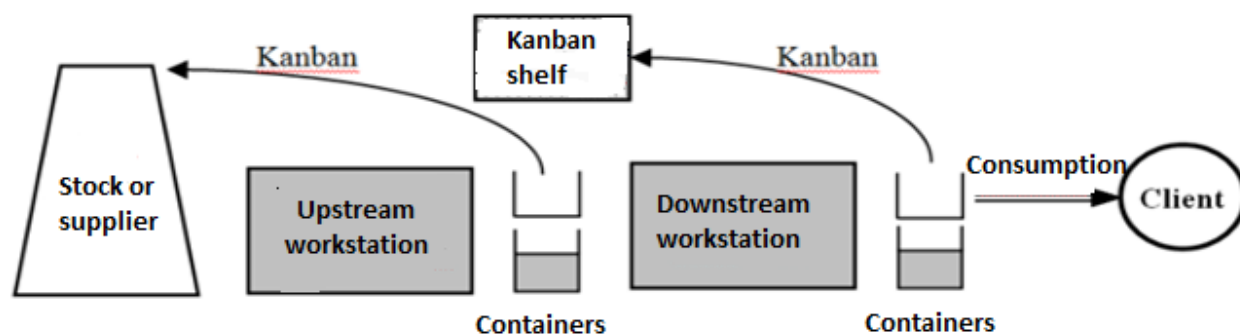 Kanban
Kanban
shelf
Kanban
Stock or
supplier
Upstream
workstation
Downstream
workstation
Consumption
Client
Containers
Containers